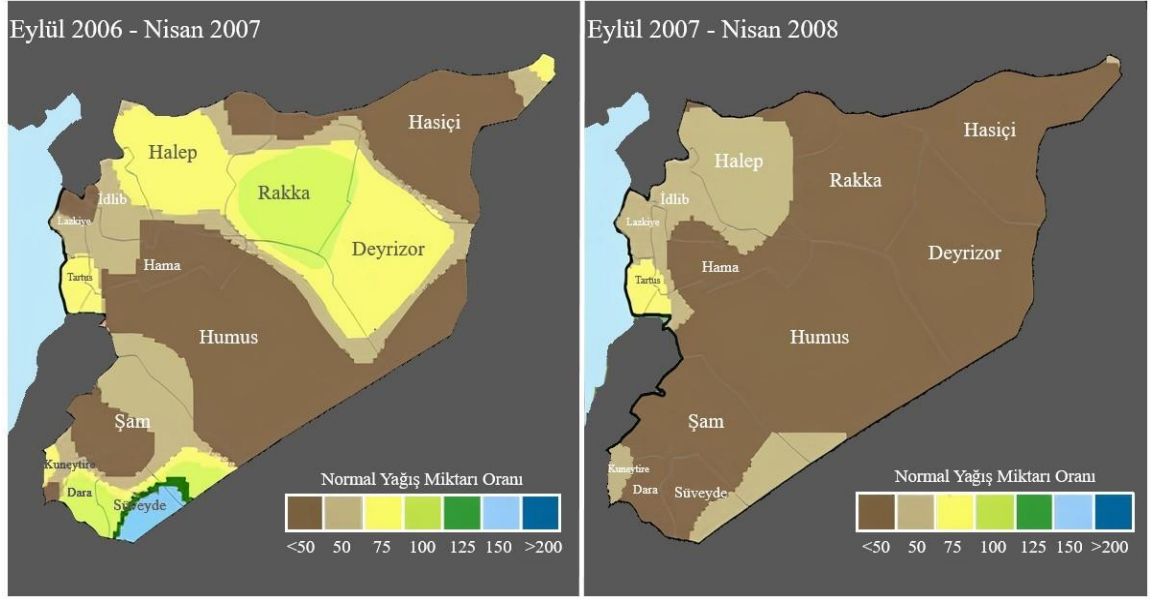 Eylül 2006 - Nisan 2007
Hasiçi
Halep
Rakka
İdlib
Lazkiye
Deyrizor
Hama
Tartus
Humus
Şam
Kuneytire
Dara
Süveyde
Normal Yağış Miktarı Oranı
<50 50 75 100 125 150 >200
Eylül 2007 - Nisan 2008
Hasiçi
Halep
Rakka
İdlib
Lazkiye
Deyrizor
Hama
Tartus
Humus
Şam
Kuneytire
Dara
Süveyde
Normal Yağış Miktarı Oranı
<50 50 75 100 125 150 >200